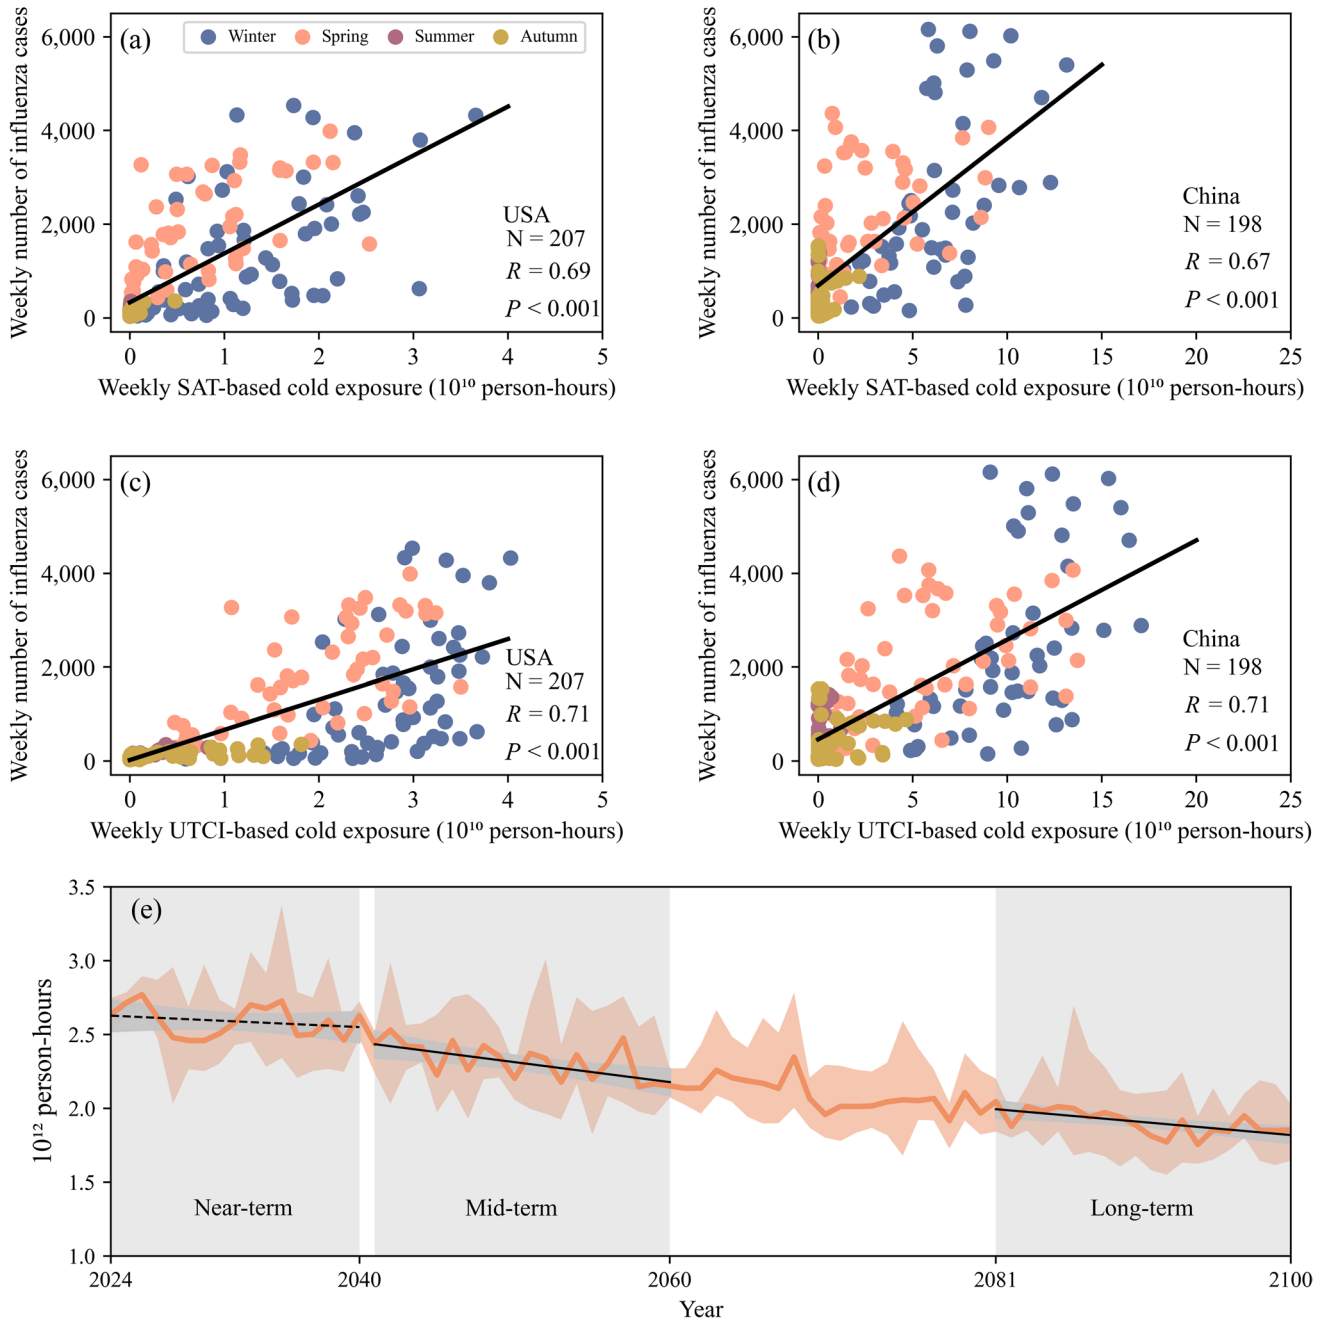 (a)
Winter Spring Summer Autumn
Weekly number of influenza cases
6,000
4,000
2,000
0
USA
N = 207
R = 0.69
P < 0.001
0 1 2 3 4 5
Weekly SAT-based cold exposure (10¹⁰ person-hours)
(b)
Weekly number of influenza cases
6,000
4,000
2,000
0
China
N = 198
R = 0.67
P < 0.001
0 5 10 15 20 25
Weekly SAT-based cold exposure (10¹⁰ person-hours)
(c)
Weekly number of influenza cases
6,000
4,000
2,000
0
USA
N = 207
R = 0.71
P < 0.001
0 1 2 3 4 5
Weekly UTCI-based cold exposure (10¹⁰ person-hours)
(d)
Weekly number of influenza cases
6,000
4,000
2,000
0
China
N = 198
R = 0.71
P < 0.001
0 5 10 15 20 25
Weekly UTCI-based cold exposure (10¹⁰ person-hours)
(e)
10¹² person-hours
3.5
3.0
2.5
2.0
1.5
1.0
Near-term Mid-term Long-term
2024 2040 2060 2081 2100
Year